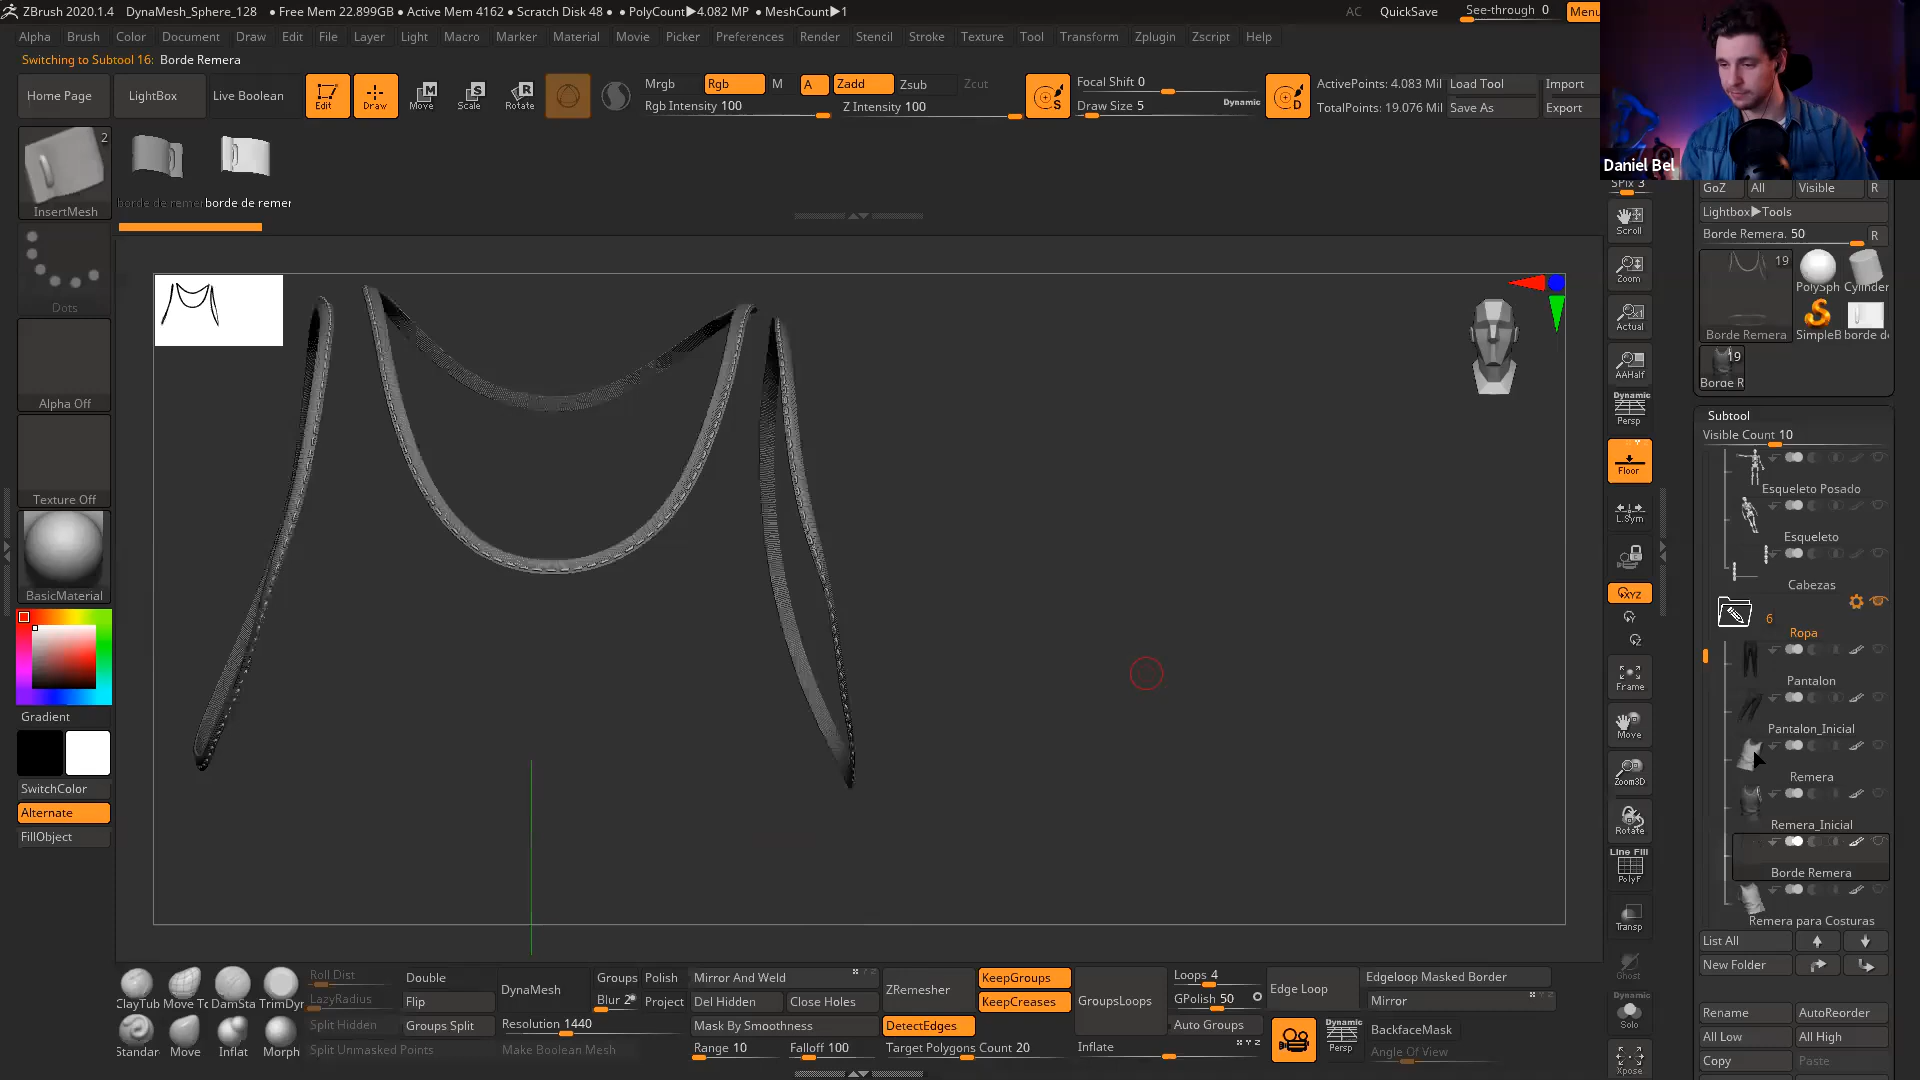 ZBrush 2020.1.4 DynaMesh_Sphere_128 ● Free Mem 22.899GB ● Active Mem 4162 ● Scratch Disk 48 ● ● PolyCount▶4.082 MP ● MeshCount▶1 AC QuickSave See-through 0 Menu
Alpha Brush Color Document Draw Edit File Layer Light Macro Marker Material Movie Picker Preferences Render Stencil Stroke Texture Tool Transform Zplugin Zscript Help
Switching to Subtool 16: Borde Remera
Home Page LightBox Live Boolean Edit Draw Move Scale Rotate
Mrgb Rgb M A Zadd Zsub Zcut
Rgb Intensity 100 Z Intensity 100
Focal Shift 0
Draw Size 5 Dynamic
ActivePoints: 4.083 Mil Load Tool Import
TotalPoints: 19.076 Mil Save As Export
Daniel Bel
2
InsertMesh
borde de remer borde de remer
Dots
Alpha Off
Texture Off
BasicMaterial
Gradient
SwitchColor
Alternate
FillObject
SPix 3
Scroll
Zoom
Actual
AAHalf
Dynamic
Persp
Floor
L.Sym
XYZ
Frame
Move
Zoom3D
Rotate
Line Fill
PolyF
Transp
Ghost
Dynamic
Solo
Xpose
GoZ All Visible R
Lightbox▶Tools
Borde Remera. 50 R
19
PolySph Cylinder
Borde Remera SimpleB borde de
19
Borde R
Subtool
Visible Count 10
Esqueleto Posado
Esqueleto
Cabezas
6
Ropa
Pantalon
Pantalon_Inicial
Remera
Remera_Inicial
Borde Remera
Remera para Costuras
List All
New Folder
Rename AutoReorder
All Low All High
Copy Paste
ClayTub Move To DamSta TrimDyr
Standar Move Inflat Morph
Roll Dist
LazyRadius
Split Hidden
Split Unmasked Points
Double
Flip
Groups Split
DynaMesh
Groups Polish
Blur 2 Project
Resolution 1440
Make Boolean Mesh
Mirror And Weld
Del Hidden Close Holes
Mask By Smoothness
Range 10 Falloff 100
ZRemesher
KeepGroups
KeepCreases
DetectEdges
Target Polygons Count 20
GroupsLoops
Loops 4
GPolish 50
Auto Groups
Inflate
Edge Loop
Edgeloop Masked Border
Mirror
Dynamic
Persp
BackfaceMask
Angle Of View